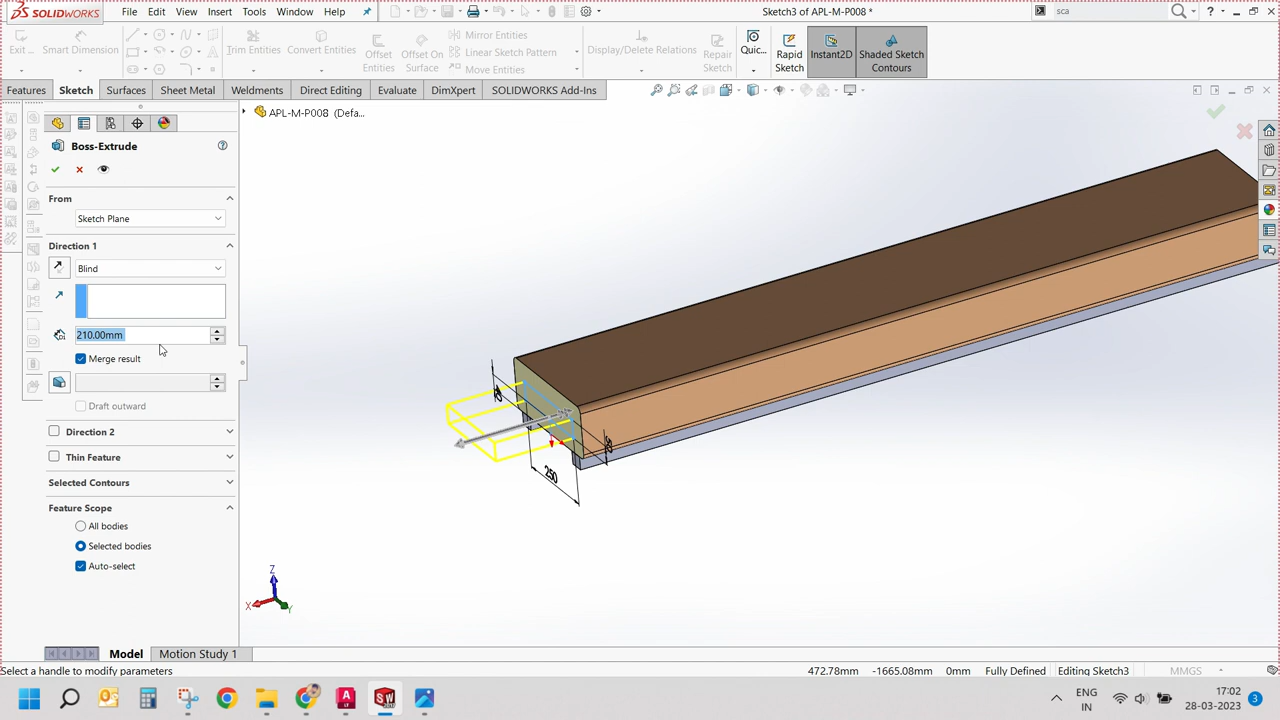 SOLIDWORKS File Edit View Insert Tools Window Help Sketch3 of APL-M-P008 * sca
Exit ... Smart Dimension Trim Entities Convert Entities Offset Entities Offset On Surface Mirror Entities Linear Sketch Pattern Move Entities Display/Delete Relations Repair Sketch Quic... Rapid Sketch Instant2D Shaded Sketch Contours
Features Sketch Surfaces Sheet Metal Weldments Direct Editing Evaluate DimXpert SOLIDWORKS Add-Ins
APL-M-P008 (Defa...
Boss-Extrude
From
Sketch Plane
Direction 1
Blind
210.00mm
Merge result
Draft outward
Direction 2
Thin Feature
Selected Contours
Feature Scope
All bodies
Selected bodies
Auto-select
250
Z
X
Y
Model Motion Study 1
Select a handle to modify parameters 472.78mm -1665.08mm 0mm Fully Defined Editing Sketch3 MMGS
ENG
IN
17:02
28-03-2023
3